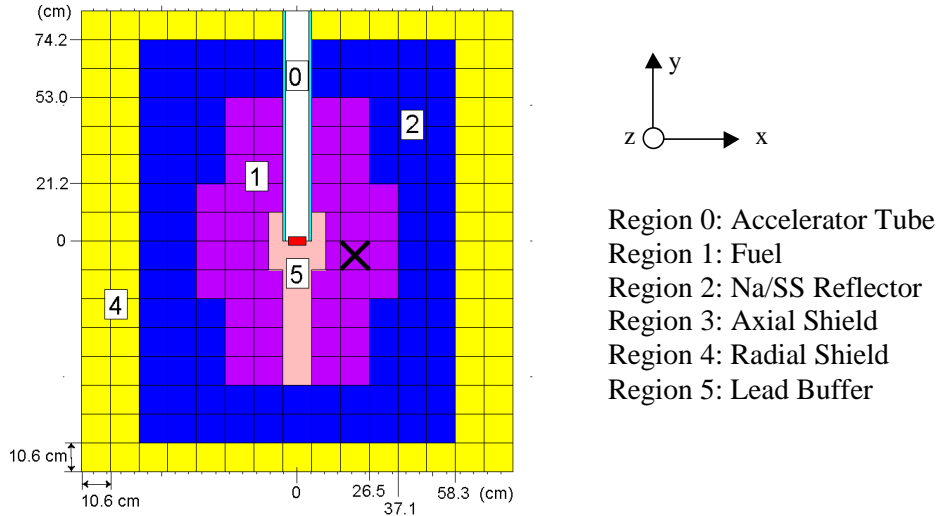 (cm)
74.2
53.0
21.2
0
10.6 cm
10.6 cm
0
26.5
37.1
58.3 (cm)
0
1
2
4
5
y
z
x
Region 0: Accelerator Tube
Region 1: Fuel
Region 2: Na/SS Reflector
Region 3: Axial Shield
Region 4: Radial Shield
Region 5: Lead Buffer